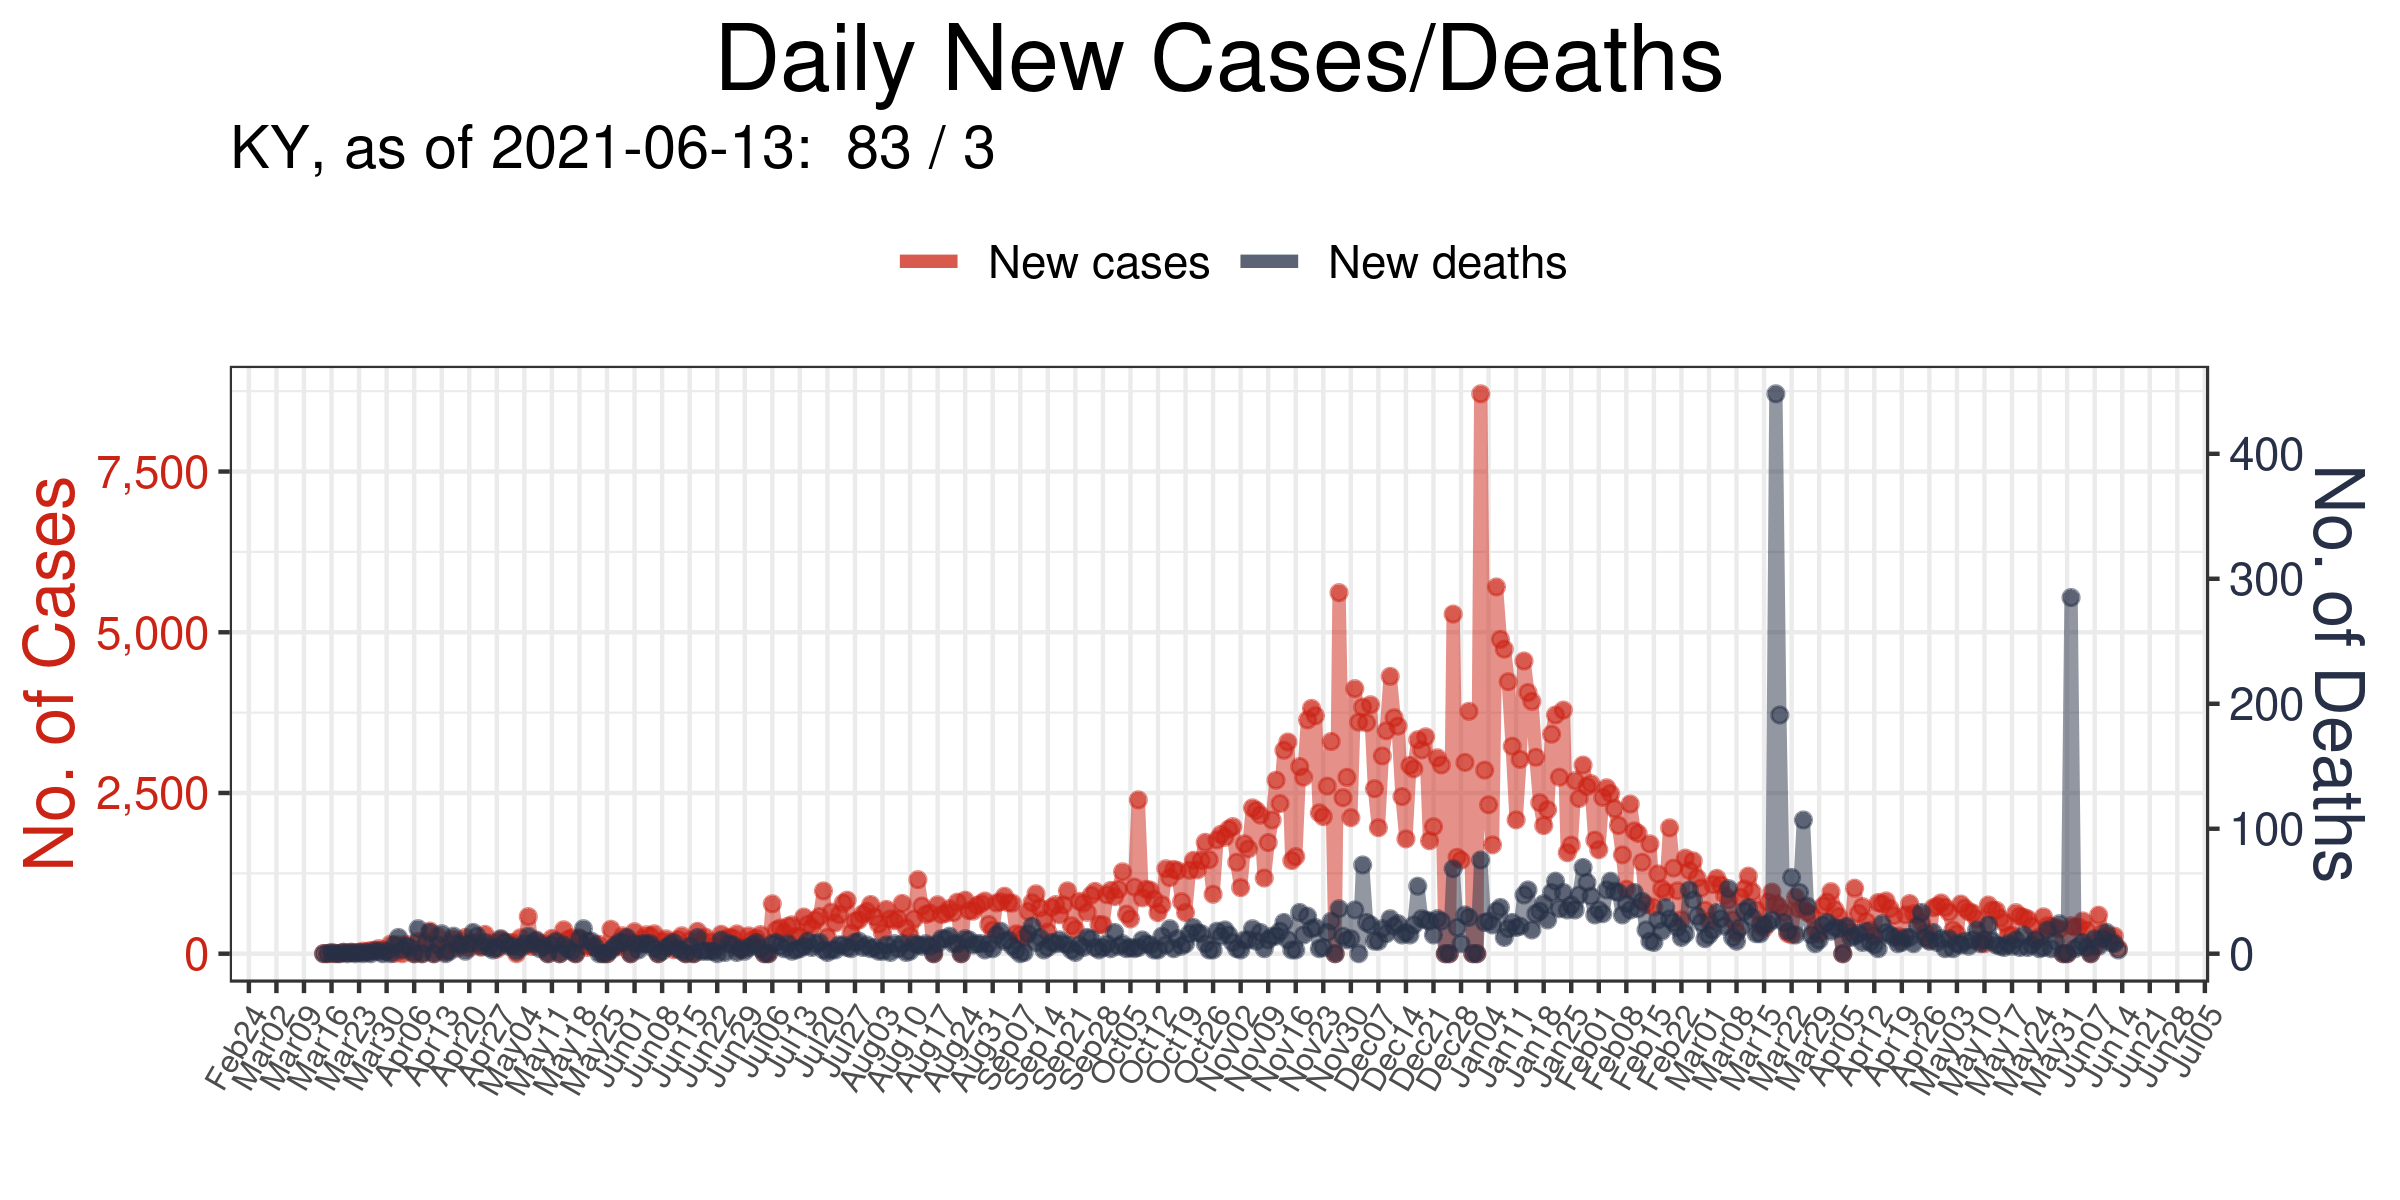 Daily New Cases/Deaths
KY, as of 2021-06-13:  83 / 3
New cases
New deaths
No. of Cases
7,500
5,000
2,500
0
400
300
200
100
0
No. of Deaths
Feb24
Mar02
Mar09
Mar16
Mar23
Mar30
Apr06
Apr13
Apr20
Apr27
May04
May11
May18
May25
Jun01
Jun08
Jun15
Jun22
Jun29
Jul06
Jul13
Jul20
Jul27
Aug03
Aug10
Aug17
Aug24
Aug31
Sep07
Sep14
Sep21
Sep28
Oct05
Oct12
Oct19
Oct26
Nov02
Nov09
Nov16
Nov23
Nov30
Dec07
Dec14
Dec21
Dec28
Jan04
Jan11
Jan18
Jan25
Feb01
Feb08
Feb15
Feb22
Mar01
Mar08
Mar15
Mar22
Mar29
Apr05
Apr12
Apr19
Apr26
May03
May10
May17
May24
May31
Jun07
Jun14
Jun21
Jun28
Jul05